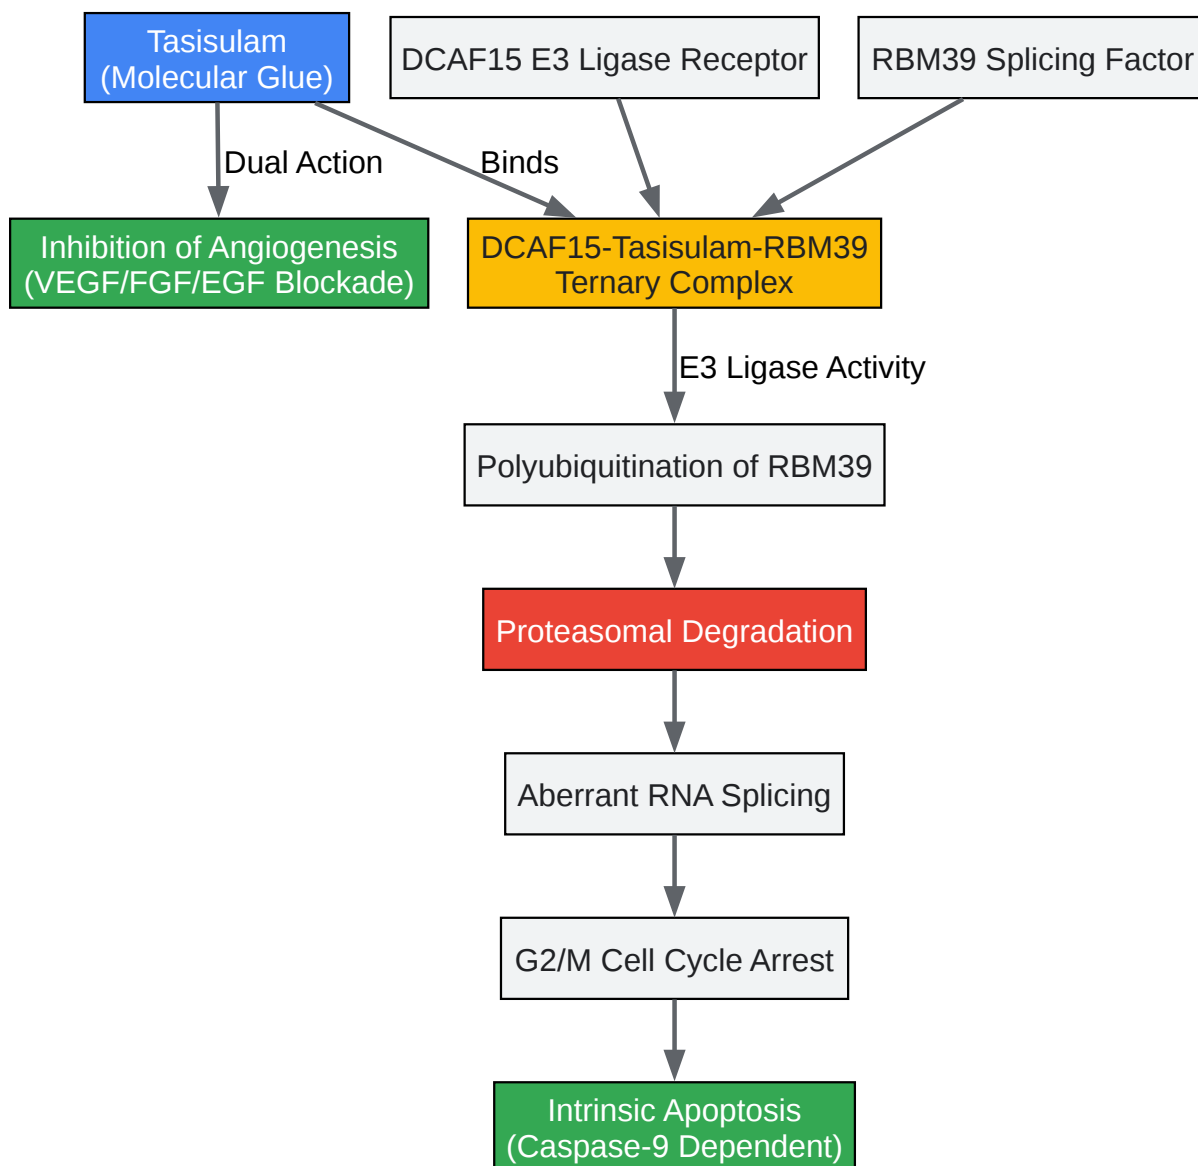 Tasisulam
(Molecular Glue)
DCAF15 E3 Ligase Receptor
RBM39 Splicing Factor
Dual Action
Binds
Inhibition of Angiogenesis
(VEGF/FGF/EGF Blockade)
DCAF15-Tasisulam-RBM39
Ternary Complex
E3 Ligase Activity
Polyubiquitination of RBM39
Proteasomal Degradation
Aberrant RNA Splicing
G2/M Cell Cycle Arrest
Intrinsic Apoptosis
(Caspase-9 Dependent)